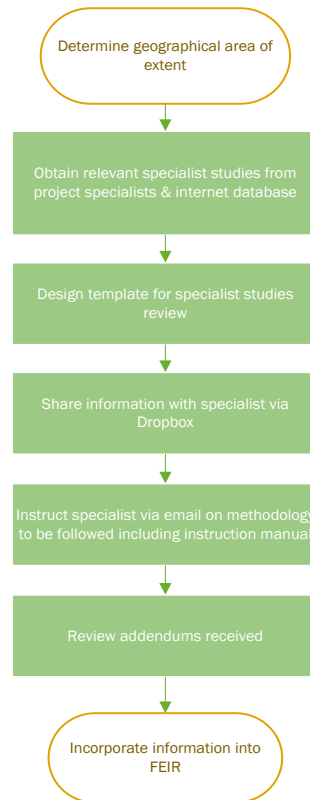 Determine geographical area of
extent
Obtain relevant specialist studies from
project specialists & internet database
Design template for specialist studies
review
Share information with specialist via
Dropbox
Instruct specialist via email on methodology
to be followed including instruction manual
Review addendums received
Incorporate information into
FEIR